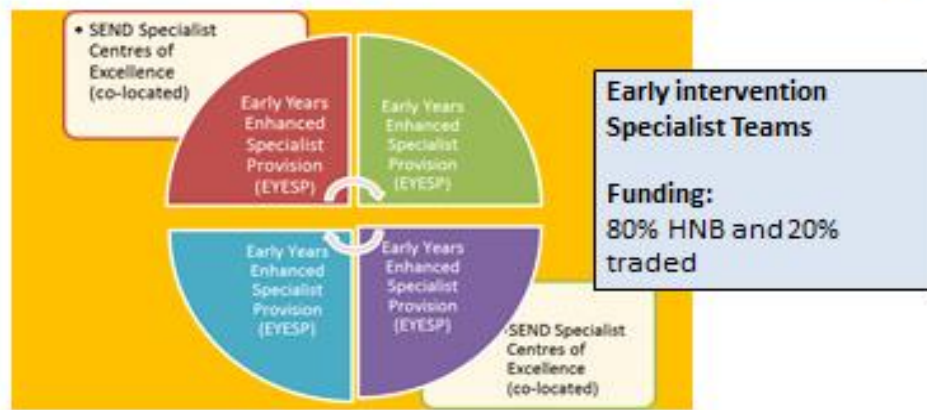 • SEND Specialist
Centres of
Excellence
(co-located)
Early Years
Enhanced
Specialist
Provision
(EYESP)
Early Years
Enhanced
Specialist
Provision
(EYESP)
Early intervention
Specialist Teams
Funding:
80% HNB and 20%
traded
Early Years
Enhanced
Specialist
Provision
(EYESP)
Early Years
Enhanced
Specialist
Provision
(EYESP)
SEND Specialist
Centres of
Excellence
(co-located)